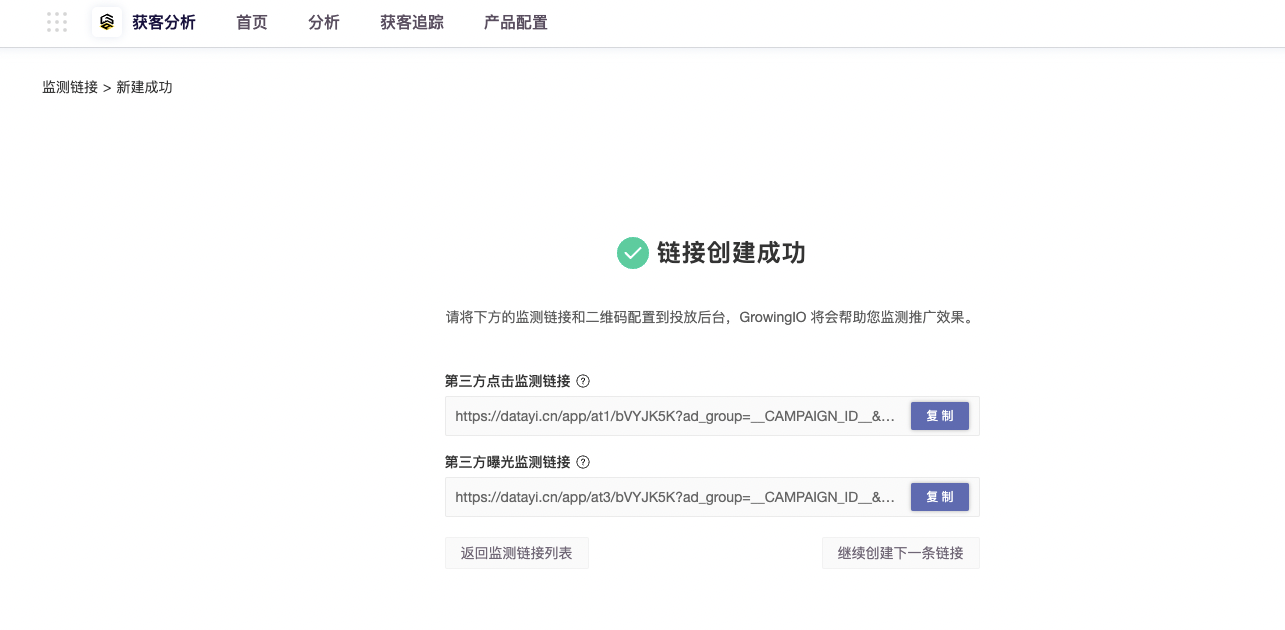 获客分析 首页 分析 获客追踪 产品配置
监测链接 > 新建成功
链接创建成功
请将下方的监测链接和二维码配置到投放后台，GrowingIO 将会帮助您监测推广效果。
第三方点击监测链接 ?
https://datayi.cn/app/at1/bVYJK5K?ad_group=__CAMPAIGN_ID__&... 复制
第三方曝光监测链接 ?
https://datayi.cn/app/at3/bVYJK5K?ad_group=__CAMPAIGN_ID__&... 复制
返回监测链接列表 继续创建下一条链接